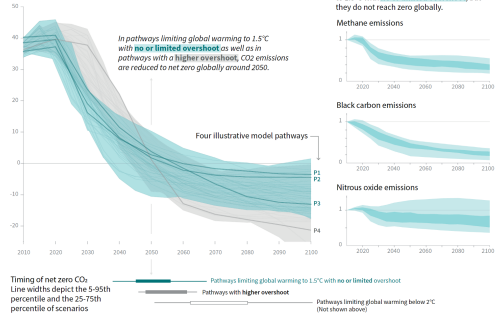 they do not reach zero globally.
50
40
30
20
10
0
-10
-20
2010
2020
2030
2040
2050
2060
2070
2080
2090
2100
In pathways limiting global warming to 1.5°C
with no or limited overshoot as well as in
pathways with a higher overshoot, CO2 emissions
are reduced to net zero globally around 2050.
Four illustrative model pathways
P1
P2
P3
P4
Methane emissions
1
0
2020
2040
2060
2080
2100
Black carbon emissions
1
0
2020
2040
2060
2080
2100
Nitrous oxide emissions
1
0
2020
2040
2060
2080
2100
Timing of net zero CO2
Line widths depict the 5-95th
percentile and the 25-75th
percentile of scenarios
Pathways limiting global warming to 1.5°C with no or limited overshoot
Pathways with higher overshoot
Pathways limiting global warming below 2°C
(Not shown above)